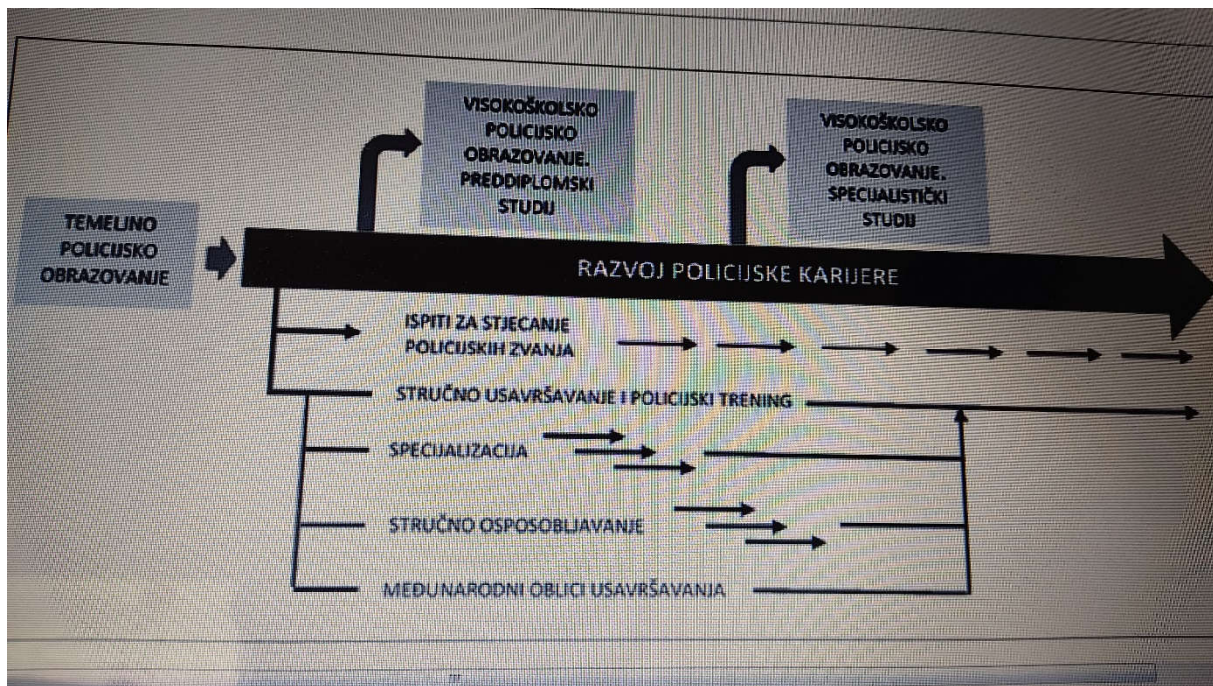 VISOKOŠKOLSKO
POLICIJSKO
OBRAZOVANJE.
PREDDIPLOMSKI
STUDIJ
VISOKOŠKOLSKO
POLICIJSKO
OBRAZOVANJE.
SPECIJALISTIČKI
STUDIJ
TEMELJNO
POLICIJSKO
OBRAZOVANJE
RAZVOJ POLICIJSKE KARIJERE
ISPITI ZA STJECANJE
POLICIJSKIH ZVANJA
STRUČNO USAVRŠAVANJE I POLICIJSKI TRENING
SPECIJALIZACIJA
STRUČNO OSPOSOBLJAVANJE
MEĐUNARODNI OBLICI USAVRŠAVANJA